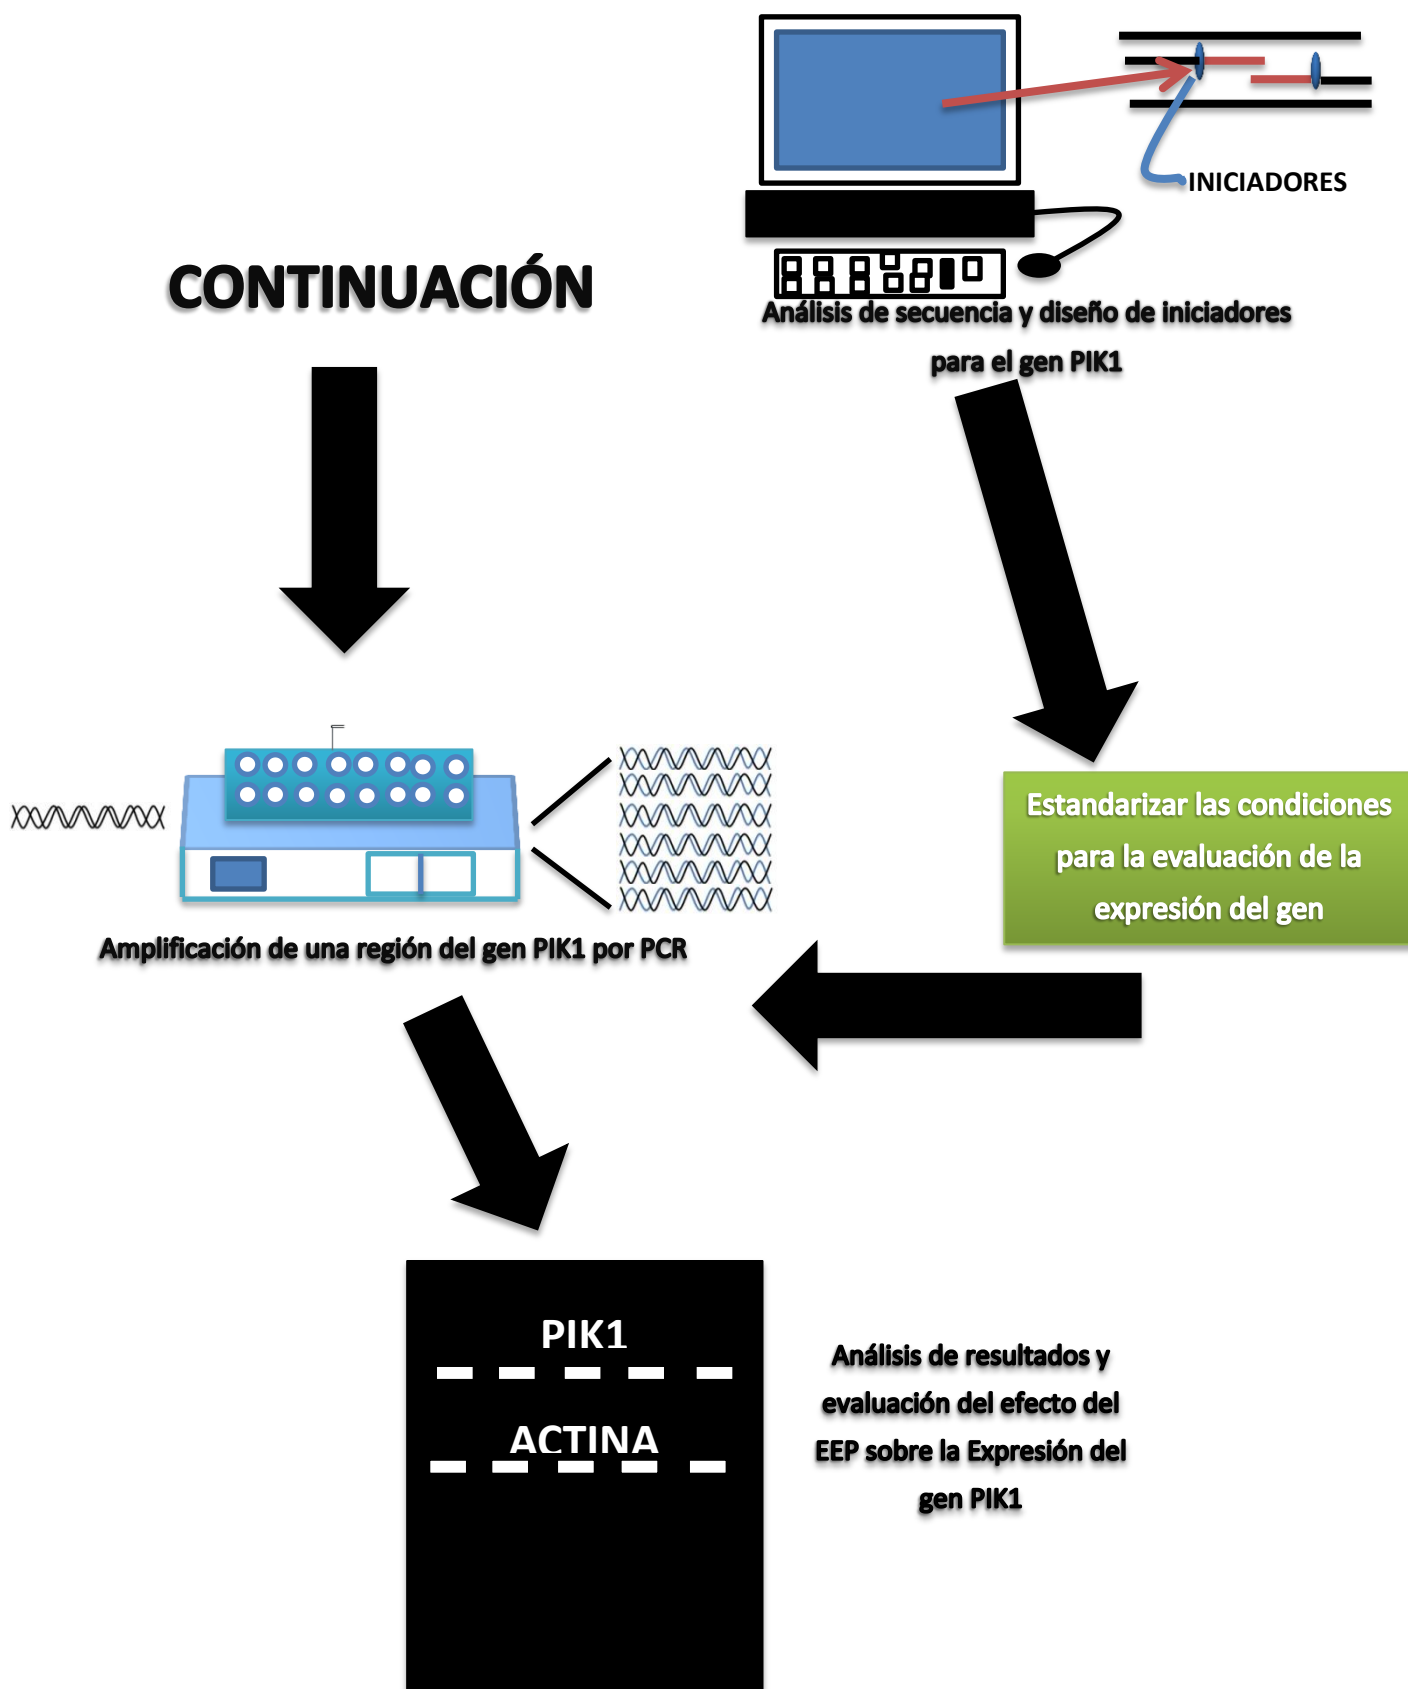 INICIADORES
CONTINUACIÓN
Análisis de secuencia y diseño de iniciadores
para el gen PIK1
Estandarizar las condiciones
para la evaluación de la
expresión del gen
Amplificación de una región del gen PIK1 por PCR
PIK1
ACTINA
Análisis de resultados y
evaluación del efecto del
EEP sobre la Expresión del
gen PIK1